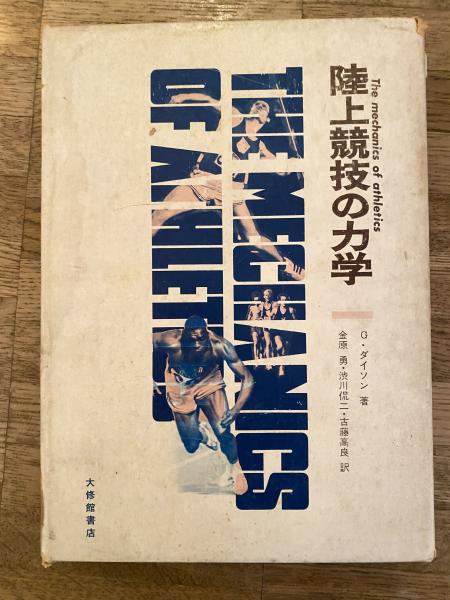 陸上競技の力学
The mechanics of athletics
THE MECHANICS
OF ATHLETICS
G・ダイソン 著
金原 勇・渋川侃二・古藤高良 訳
大修館書店